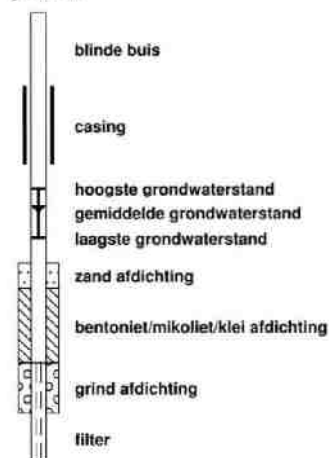 blinde buis
casing
hoogste grondwaterstand
gemiddelde grondwaterstand
laagste grondwaterstand
zand afdichting
bentoniet/mikoliet/klei afdichting
grind afdichting
filter